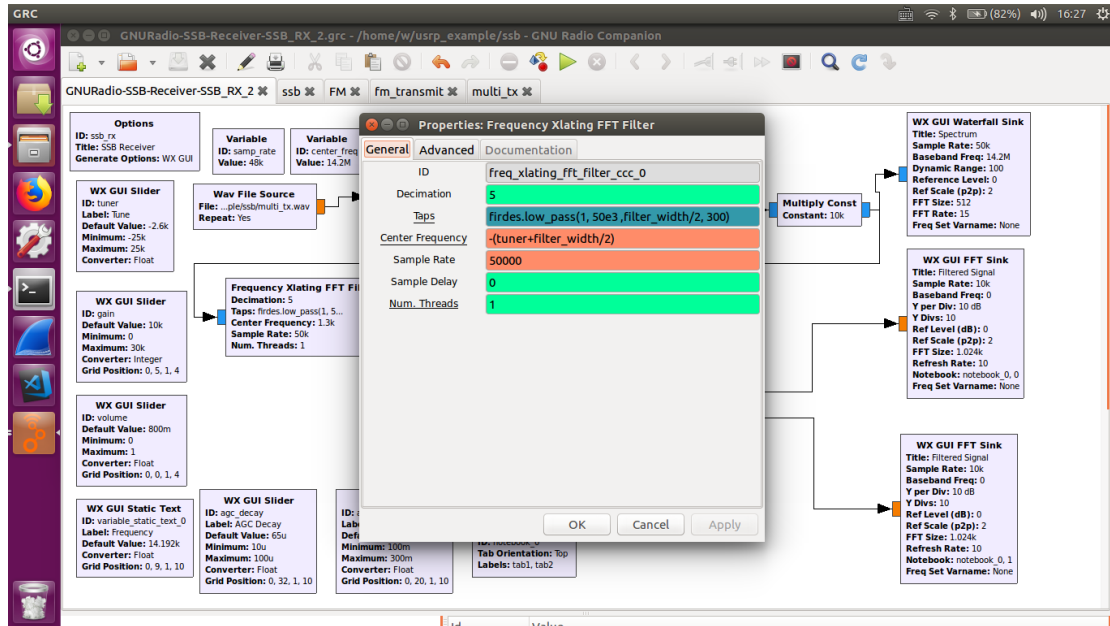 GRC
(82%)
16:27
GNURadio-SSB-Receiver-SSB_RX_2.grc - /home/w/usrp_example/ssb - GNU Radio Companion
GNURadio-SSB-Receiver-SSB_RX_2
ssb
FM
fm_transmit
multi_tx
Options
ID: ssb_rx
Title: SSB Receiver
Generate Options: WX GUI
Variable
ID: samp_rate
Value: 48k
Variable
ID: center_freq
Value: 14.2M
WX GUI Slider
ID: tuner
Label: Tune
Default Value: -2.6k
Minimum: -25k
Maximum: 25k
Converter: Float
Wav File Source
File: ...ple/ssb/multi_tx.wav
Repeat: Yes
WX GUI Slider
ID: gain
Default Value: 10k
Minimum: 0
Maximum: 30k
Converter: Integer
Grid Position: 0, 5, 1, 4
Frequency Xlating FFT Fil
Decimation: 5
Taps: firdes.low_pass(1, 5...
Center Frequency: 1.3k
Sample Rate: 50k
Num. Threads: 1
WX GUI Slider
ID: volume
Default Value: 800m
Minimum: 0
Maximum: 1
Converter: Float
Grid Position: 0, 0, 1, 4
WX GUI Static Text
ID: variable_static_text_0
Label: Frequency
Default Value: 14.192k
Converter: Float
Grid Position: 0, 9, 1, 10
WX GUI Slider
ID: agc_decay
Label: AGC Decay
Default Value: 65u
Minimum: 10u
Maximum: 100u
Converter: Float
Grid Position: 0, 32, 1, 10
ID: a
Labe
Defa
Minimum: 100m
Maximum: 300m
Converter: Float
Grid Position: 0, 20, 1, 10
ID: notebook_0
Tab Orientation: Top
Labels: tab1, tab2
Properties: Frequency Xlating FFT Filter
General
Advanced
Documentation
ID
freq_xlating_fft_filter_ccc_0
Decimation
5
Taps
firdes.low_pass(1, 50e3 ,filter_width/2, 300)
Center Frequency
-(tuner+filter_width/2)
Sample Rate
50000
Sample Delay
0
Num. Threads
1
OK
Cancel
Apply
Multiply Const
Constant: 10k
WX GUI Waterfall Sink
Title: Spectrum
Sample Rate: 50k
Baseband Freq: 14.2M
Dynamic Range: 100
Reference Level: 0
Ref Scale (p2p): 2
FFT Size: 512
FFT Rate: 15
Freq Set Varname: None
WX GUI FFT Sink
Title: Filtered Signal
Sample Rate: 10k
Baseband Freq: 0
Y per Div: 10 dB
Y Divs: 10
Ref Level (dB): 0
Ref Scale (p2p): 2
FFT Size: 1.024k
Refresh Rate: 10
Notebook: notebook_0, 0
Freq Set Varname: None
WX GUI FFT Sink
Title: Filtered Signal
Sample Rate: 10k
Baseband Freq: 0
Y per Div: 10 dB
Y Divs: 10
Ref Level (dB): 0
Ref Scale (p2p): 2
FFT Size: 1.024k
Refresh Rate: 10
Notebook: notebook_0, 1
Freq Set Varname: None
Id
Value